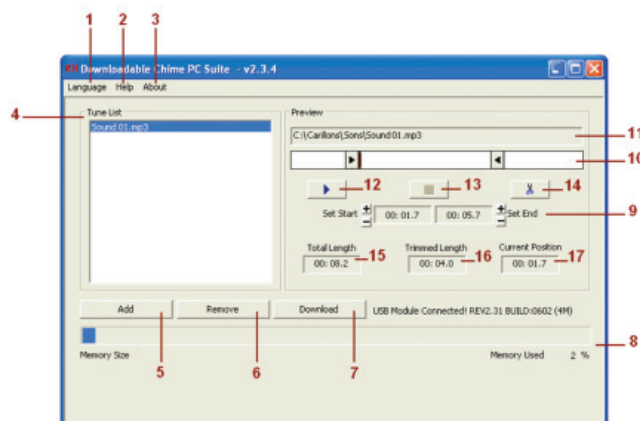 1 2 3
Downloadable Chime PC Suite - v2.3.4
Language Help About
4 Tune List Preview
Sound 01.mp3
C:\Carillons\Sons\Sound01.mp3 11
10
12 13 14
Set Start + - 00: 01.7 00: 05.7 + - Set End 9
Total Length Trimmed Length Current Position
00: 08.2 15 00: 04.0 16 00: 01.7 17
Add Remove Download USB Module Connected! REV2.31 BUILD:0602 (4M)
8
Memory Size Memory Used 2 %
5 6 7